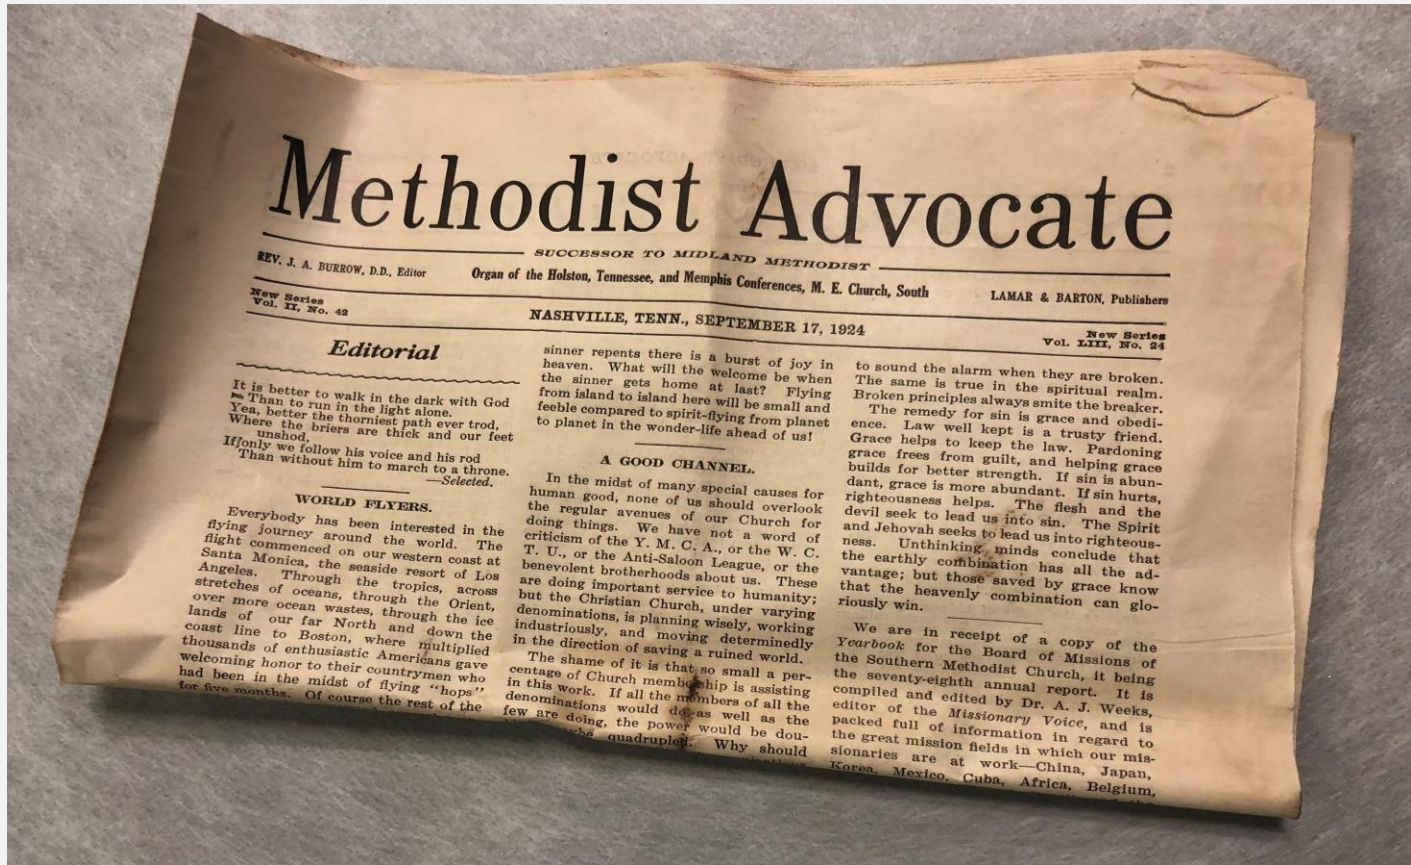 Methodist Advocate
SUCCESSOR TO MIDLAND METHODIST
REV. J. A. BURROW, D.D., Editor
Organ of the Holston, Tennessee, and Memphis Conferences, M. E. Church, South
LAMAR & BARTON, Publishers
New Series
Vol. II, No. 42
NASHVILLE, TENN., SEPTEMBER 17, 1924
New Series
Vol. LIII, No. 24
Editorial
It is better to walk in the dark with God
Than to run in the light alone.
Yea, better the thorniest path ever trod,
Where the briers are thick and our feet
unshod,
If only we follow his voice and his rod
Than without him to march to a throne.
—Selected.
WORLD FLYERS.
Everybody has been interested in the
flying journey around the world. The
flight commenced on our western coast at
Santa Monica, the seaside resort of Los
Angeles. Through the tropics, across
stretches of oceans, through the Orient,
over more ocean wastes, through the ice
lands of our far North and down the
coast line to Boston, where multiplied
thousands of enthusiastic Americans gave
welcoming honor to their countrymen who
had been in the midst of flying "hops"
for five months. Of course the rest of the
sinner repents there is a burst of joy in
heaven. What will the welcome be when
the sinner gets home at last? Flying
from island to island here will be small and
feeble compared to spirit-flying from planet
to planet in the wonder-life ahead of us!
A GOOD CHANNEL.
In the midst of many special causes for
human good, none of us should overlook
the regular avenues of our Church for
doing things. We have not a word of
criticism of the Y. M. C. A., or the W. C.
T. U., or the Anti-Saloon League, or the
benevolent brotherhoods about us. These
are doing important service to humanity;
but the Christian Church, under varying
denominations, is planning wisely, working
industriously, and moving determinedly
in the direction of saving a ruined world.
The shame of it is that so small a per-
centage of Church membership is assisting
in this work. If all the members of all the
denominations would do as well as the
few are doing, the power would be dou-
quadrupled. Why should
to sound the alarm when they are broken.
The same is true in the spiritual realm.
Broken principles always smite the breaker.
The remedy for sin is grace and obedi-
ence. Law well kept is a trusty friend.
Grace helps to keep the law. Pardoning
grace frees from guilt, and helping grace
builds for better strength. If sin is abun-
dant, grace is more abundant. If sin hurts,
righteousness helps. The flesh and the
devil seek to lead us into sin. The Spirit
and Jehovah seeks to lead us into righteous-
ness. Unthinking minds conclude that
the earthly combination has all the ad-
vantage; but those saved by grace know
that the heavenly combination can glo-
riously win.
We are in receipt of a copy of the
Yearbook for the Board of Missions of
the Southern Methodist Church, it being
the seventy-eighth annual report. It is
compiled and edited by Dr. A. J. Weeks,
editor of the Missionary Voice, and is
packed full of information in regard to
the great mission fields in which our mis-
sionaries are at work—China, Japan,
Korea, Mexico, Cuba, Africa, Belgium,